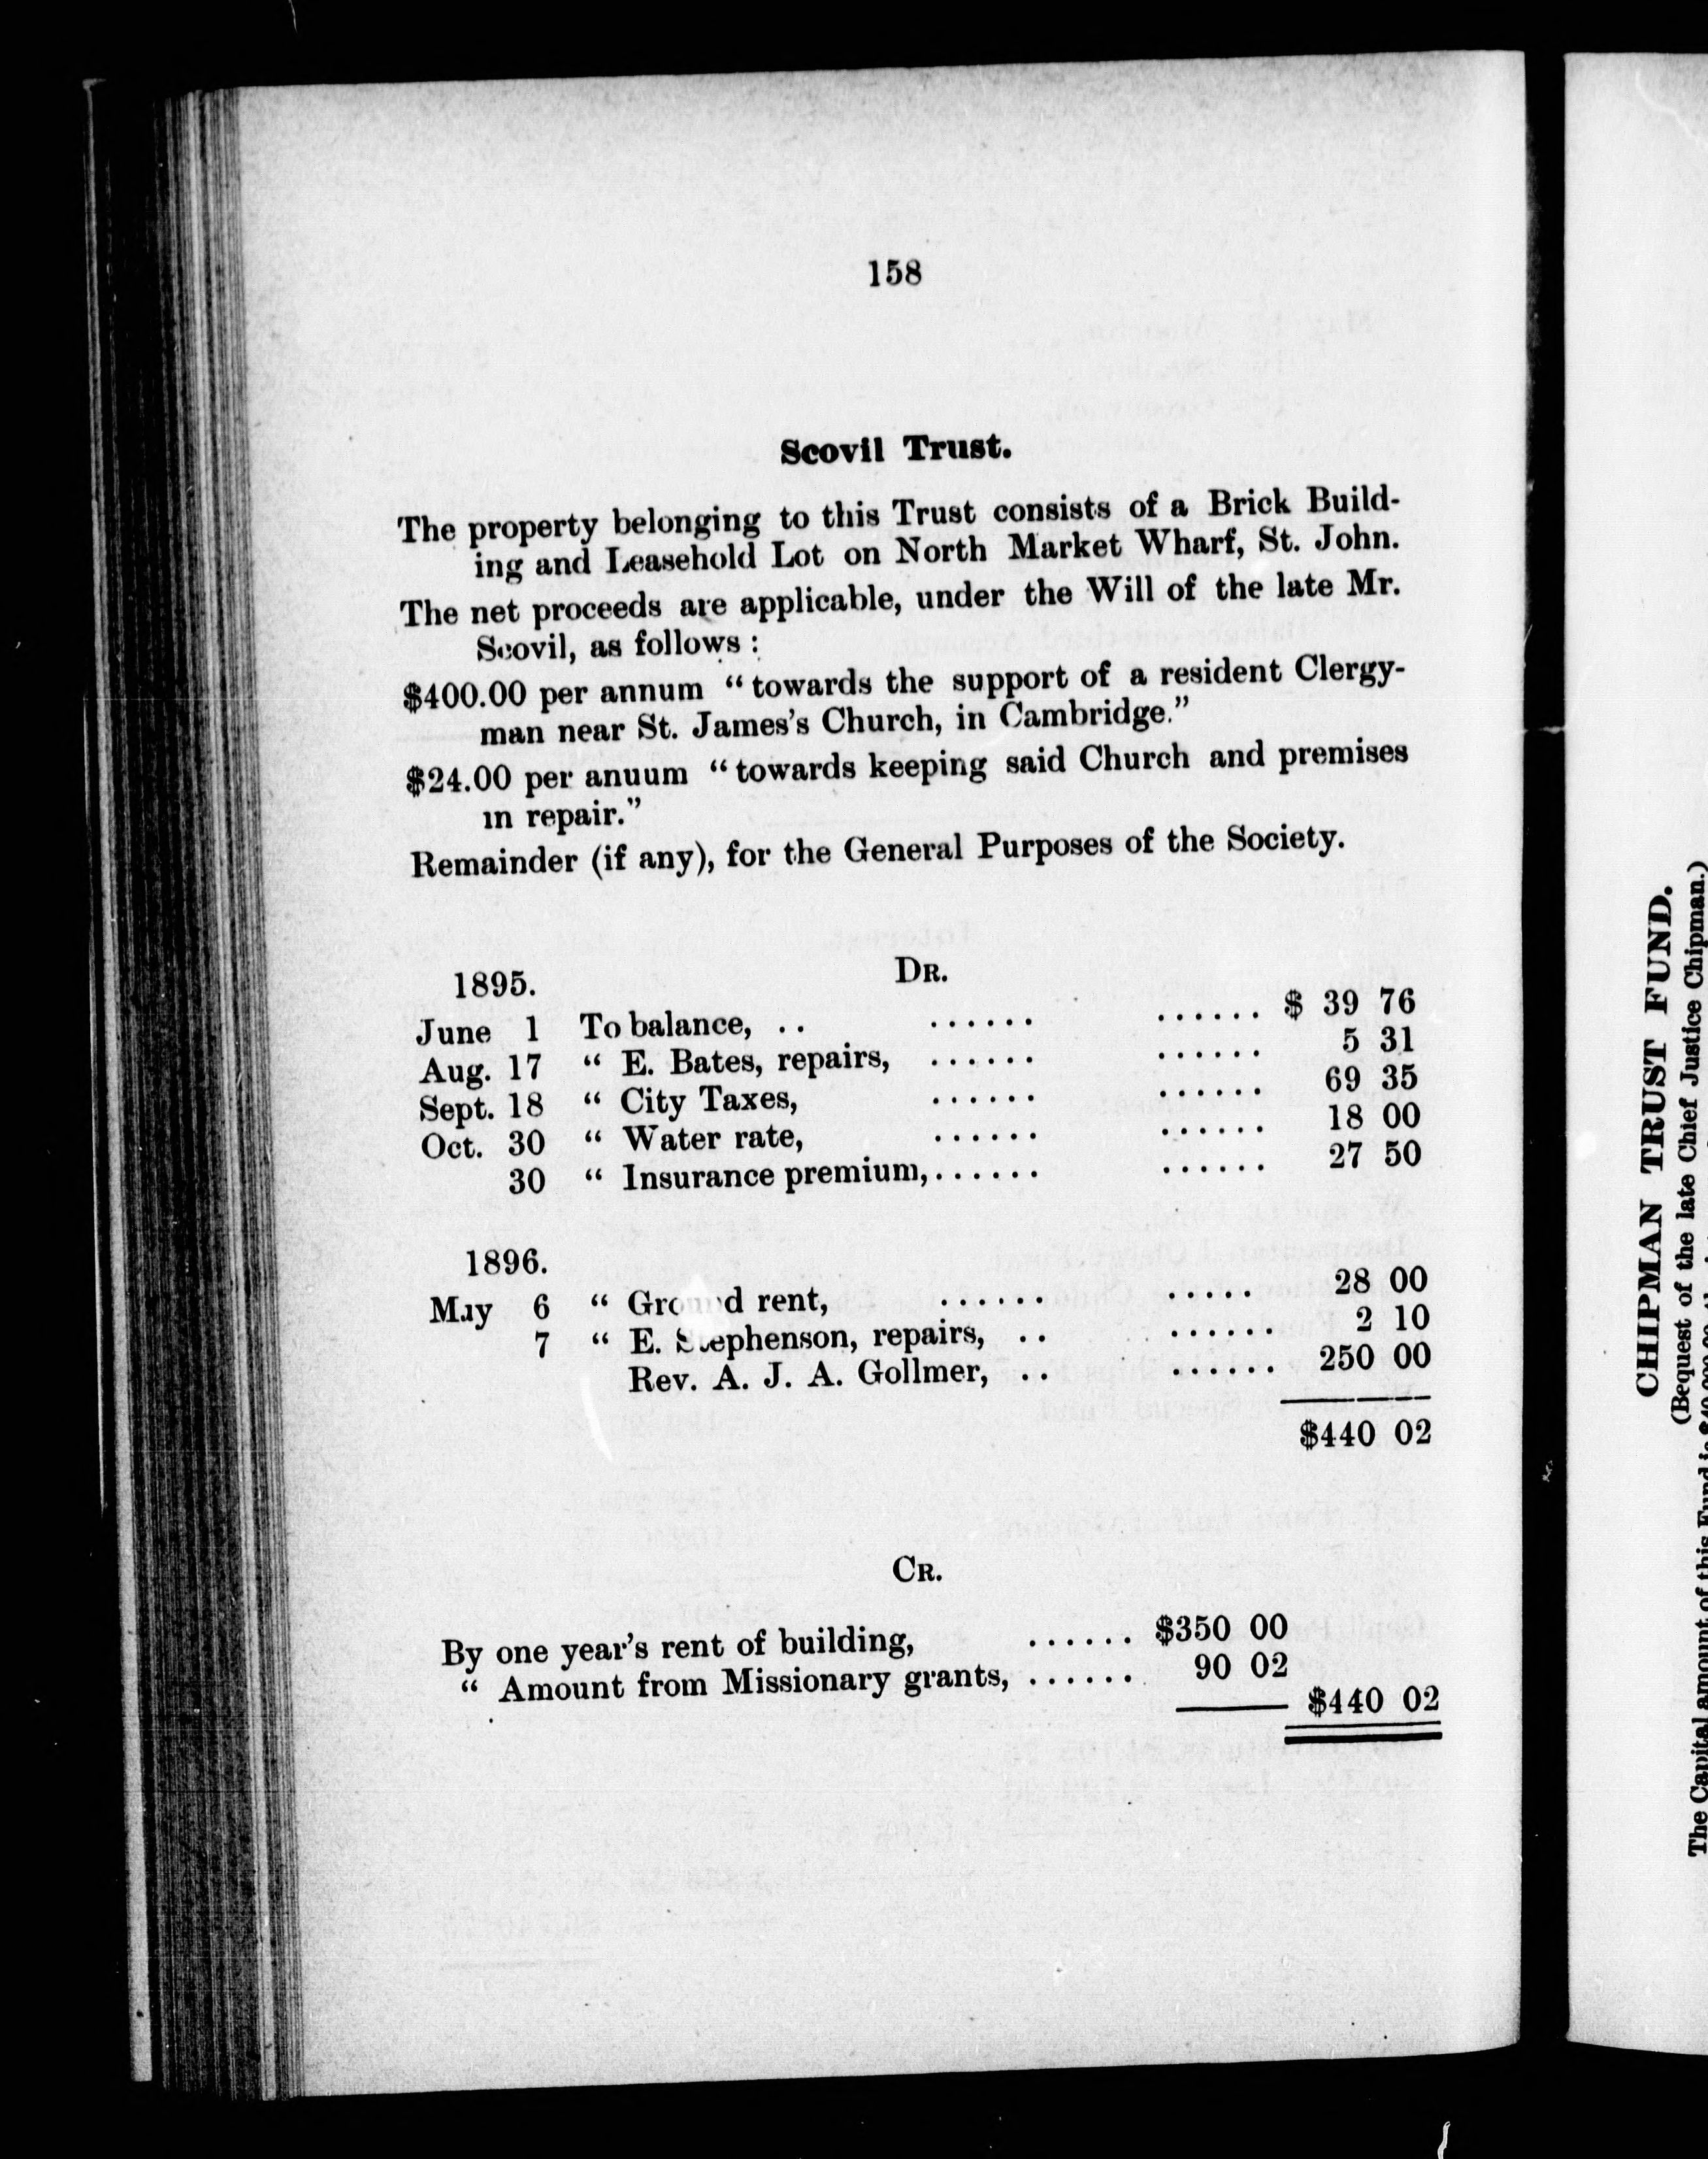 158
Scovil Trust.
The property belonging to this Trust consists of a Brick Build-
ing and Leasehold Lot on North Market Wharf, St. John.
The net proceeds are applicable, under the Will of the late Mr.
Scovil, as follows :
$400.00 per annum “towards the support of a resident Clergy-
man near St. James’s Church, in Cambridge.”
$24.00 per anuum “towards keeping said Church and premises
in repair.”
Remainder (if any), for the General Purposes of the Society.
1895. DR.
June 1 To balance, .. ...... ...... $ 39 76
Aug. 17 “ E. Bates, repairs, ...... ...... 5 31
Sept. 18 “ City Taxes, ...... ...... 69 35
Oct. 30 “ Water rate, ...... ...... 18 00
30 “ Insurance premium,...... ...... 27 50
1896.
May 6 “ Ground rent, ...... ..... 28 00
7 “ E. Stephenson, repairs, .. ...... 2 10
Rev. A. J. A. Gollmer, .. ...... 250 00
$440 02
CR.
By one year’s rent of building, ...... $350 00
“ Amount from Missionary grants, ...... 90 02
$440 02
CHIPMAN TRUST FUND.
(Bequest of the late Chief Justice Chipman.)
The Capital amount of this Fund is